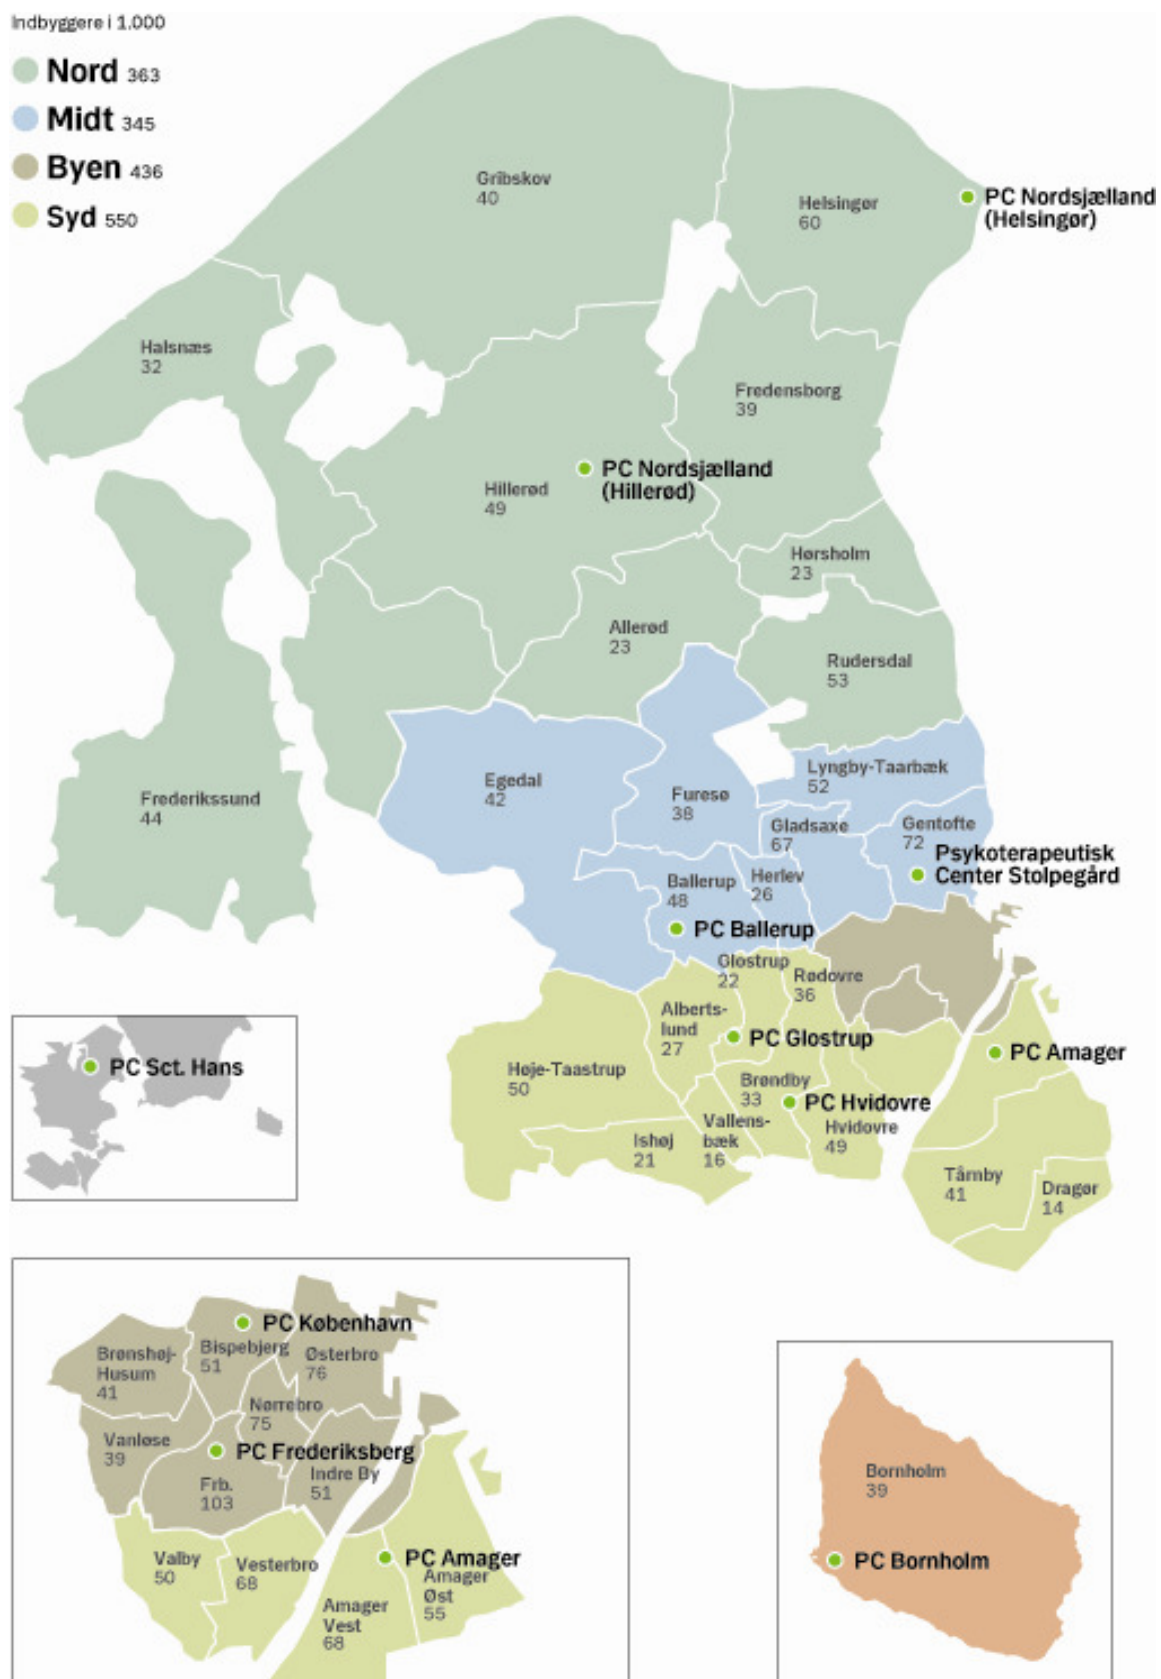 Indbyggere i 1.000
Nord 363
Midt 345
Byen 436
Syd 550
Gribskov
40
Helsingør
60
PC Nordsjælland
(Helsingør)
Halsnæs
32
Fredensborg
39
PC Nordsjælland
(Hillerød)
Hillerød
49
Hørsholm
23
Allerød
23
Rudersdal
53
Frederikssund
44
Egedal
42
Furesø
38
Lyngby-Taarbæk
52
Gladsaxe
67
Gentofte
72
Psykoterapeutisk
Center Stolpegård
Ballerup
48
Herlev
26
PC Ballerup
Glostrup
22
Rødovre
36
Alberts-
lund
27
PC Glostrup
PC Amager
Høje-Taastrup
50
Brøndby
33
PC Hvidovre
Vallens-
bæk
16
Hvidovre
49
Ishøj
21
Tårnby
41
Dragør
14
PC Sct. Hans
PC København
Brønshøj-
Husum
41
Bispebjerg
51
Østerbro
76
Nørrebro
75
Vanløse
39
PC Frederiksberg
Indre By
51
Frb.
103
Valby
50
Vesterbro
68
PC Amager
Amager
Øst
55
Amager
Vest
68
Bornholm
39
PC Bornholm